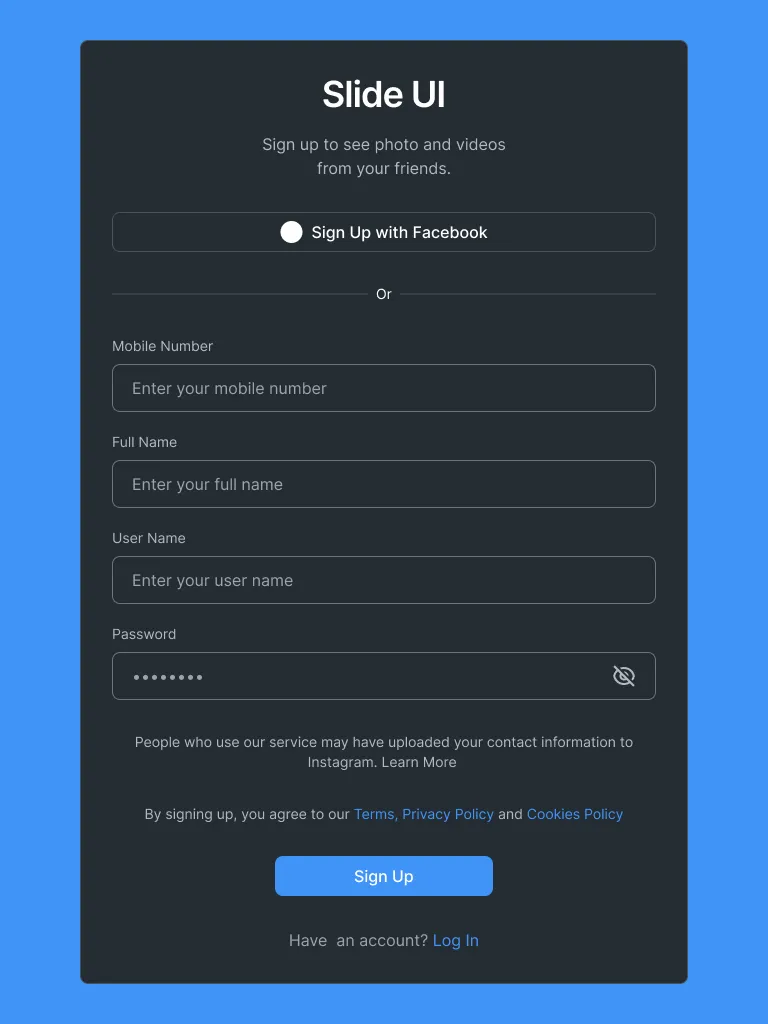 Slide UI
Sign up to see photo and videos
from your friends.
Sign Up with Facebook
Or
Mobile Number
Enter your mobile number
Full Name
Enter your full name
User Name
Enter your user name
Password
••••••••
People who use our service may have uploaded your contact information to
Instagram. Learn More
By signing up, you agree to our Terms, Privacy Policy and Cookies Policy
Sign Up
Have  an account? Log In